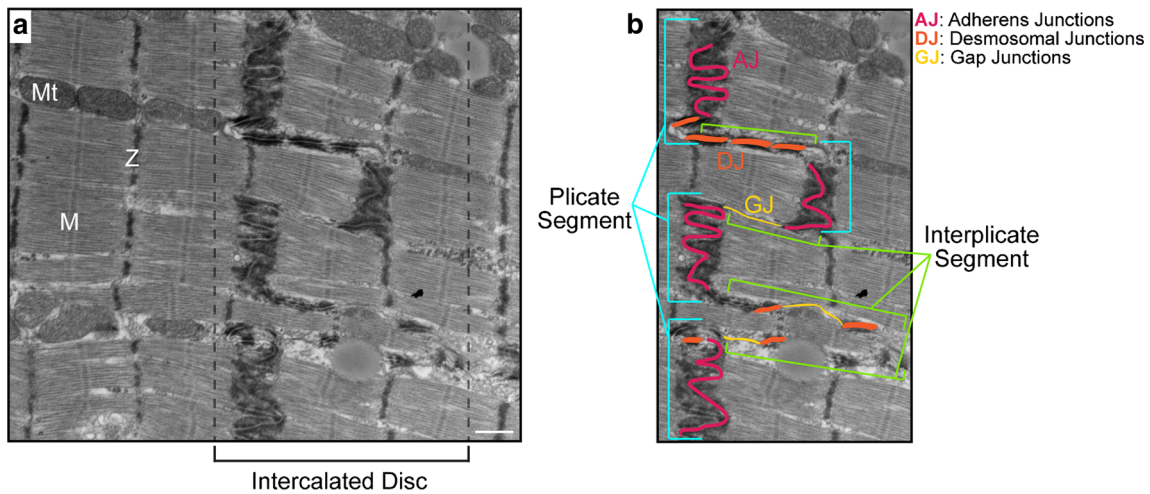 a
Mt
Z
M
Intercalated Disc
b
AJ: Adherens Junctions
DJ: Desmosomal Junctions
GJ: Gap Junctions
AJ
DJ
GJ
Plicate
Segment
Interplicate
Segment